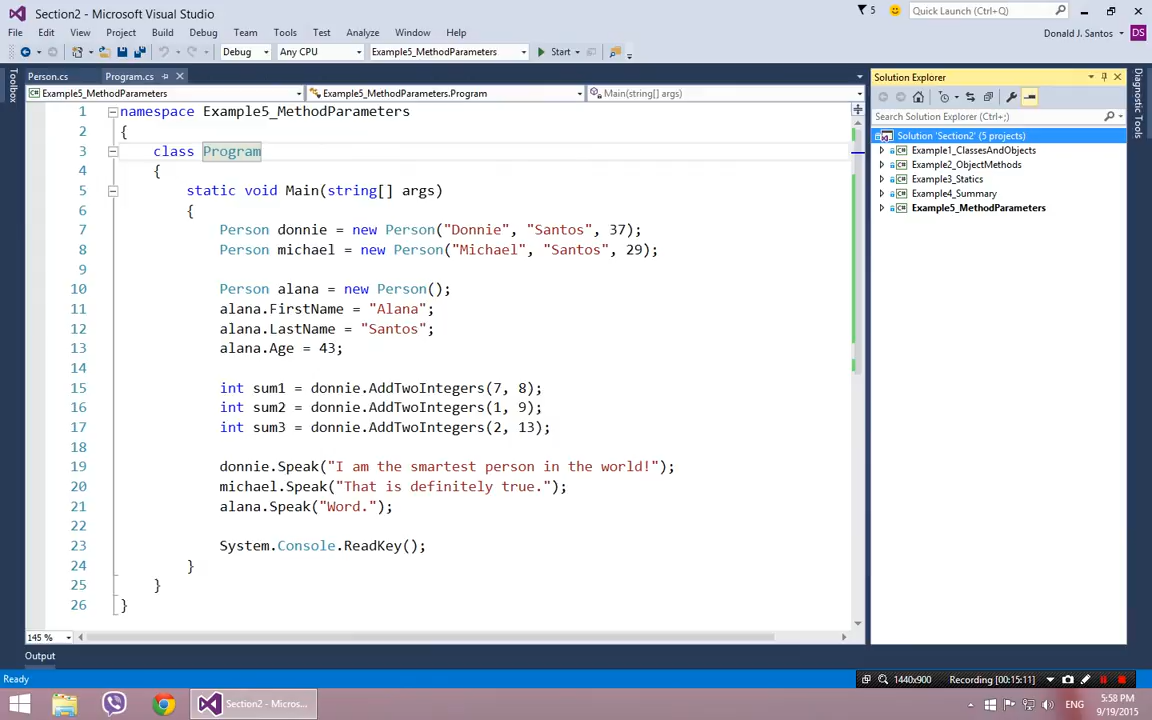 Section2 - Microsoft Visual Studio
5
Quick Launch (Ctrl+Q)
File Edit View Project Build Debug Team Tools Test Analyze Window Help
Donald J. Santos DS
Debug Any CPU Example5_MethodParameters Start
Toolbox
Person.cs Program.cs
Example5_MethodParameters Example5_MethodParameters.Program Main(string[] args)
1 namespace Example5_MethodParameters
2 {
3 class Program
4 {
5 static void Main(string[] args)
6 {
7 Person donnie = new Person("Donnie", "Santos", 37);
8 Person michael = new Person("Michael", "Santos", 29);
9
10 Person alana = new Person();
11 alana.FirstName = "Alana";
12 alana.LastName = "Santos";
13 alana.Age = 43;
14
15 int sum1 = donnie.AddTwoIntegers(7, 8);
16 int sum2 = donnie.AddTwoIntegers(1, 9);
17 int sum3 = donnie.AddTwoIntegers(2, 13);
18
19 donnie.Speak("I am the smartest person in the world!");
20 michael.Speak("That is definitely true.");
21 alana.Speak("Word.");
22
23 System.Console.ReadKey();
24 }
25 }
26 }
145 %
Solution Explorer
Search Solution Explorer (Ctrl+;)
Solution 'Section2' (5 projects)
C# Example1_ClassesAndObjects
C# Example2_ObjectMethods
C# Example3_Statics
C# Example4_Summary
C# Example5_MethodParameters
Diagnostic Tools
Output
Ready
1440x900 Recording [00:15:11]
Section2 - Micros...
ENG
5:58 PM
9/19/2015